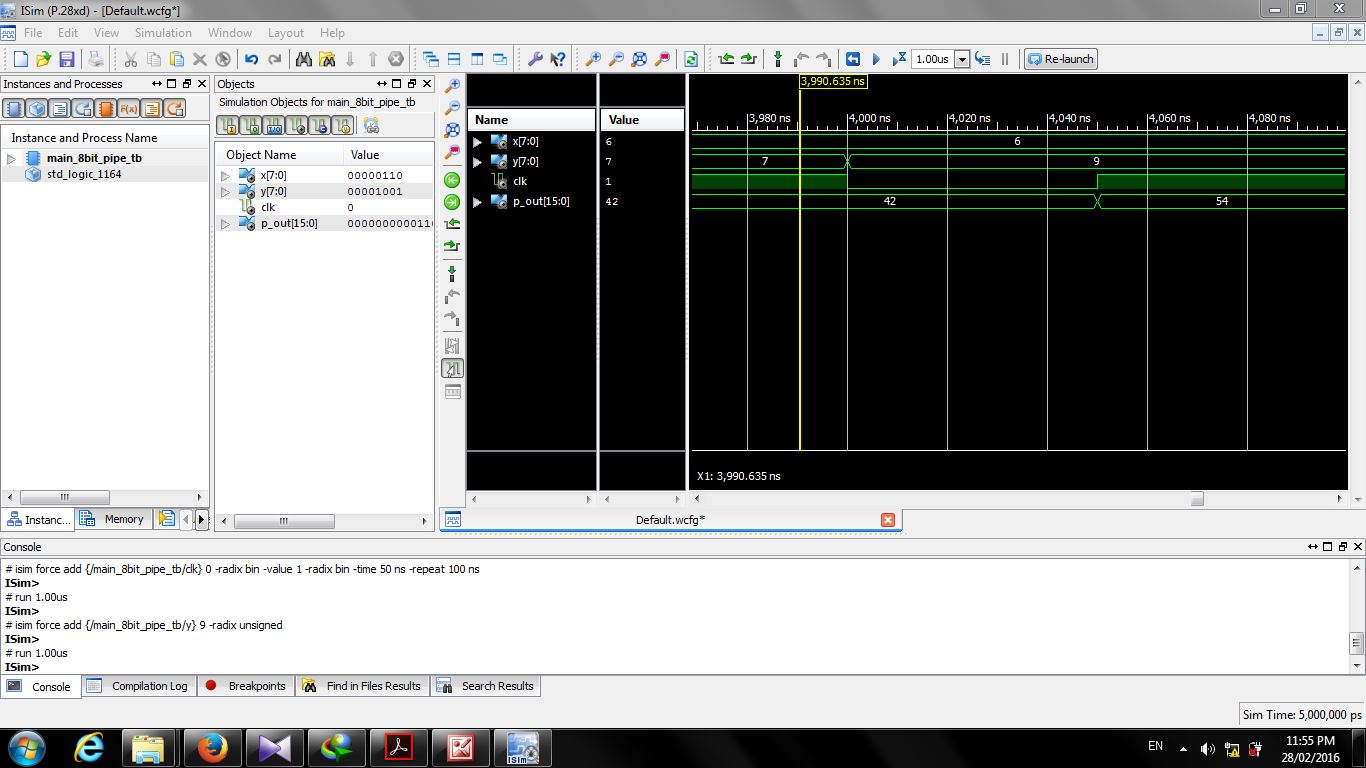 ISim (P.28xd) - [Default.wcfg*]
File Edit View Simulation Window Layout Help
1.00us Re-launch
Instances and Processes
Instance and Process Name
main_8bit_pipe_tb
std_logic_1164
Instanc... Memory
Objects
Simulation Objects for main_8bit_pipe_tb
Object Name Value
x[7:0] 00000110
y[7:0] 00001001
clk 0
p_out[15:0] 0000000000110
Name Value
x[7:0] 6
y[7:0] 7
clk 1
p_out[15:0] 42
3,990.635 ns
3,980 ns 4,000 ns 4,020 ns 4,040 ns 4,060 ns 4,080 ns
6
7 9
42 54
X1: 3,990.635 ns
Default.wcfg*
Console
# isim force add {/main_8bit_pipe_tb/clk} 0 -radix bin -value 1 -radix bin -time 50 ns -repeat 100 ns
ISim>
# run 1.00us
ISim>
# isim force add {/main_8bit_pipe_tb/y} 9 -radix unsigned
ISim>
# run 1.00us
ISim>
Console Compilation Log Breakpoints Find in Files Results Search Results
Sim Time: 5,000,000 ps
ISim
EN
11:55 PM
28/02/2016